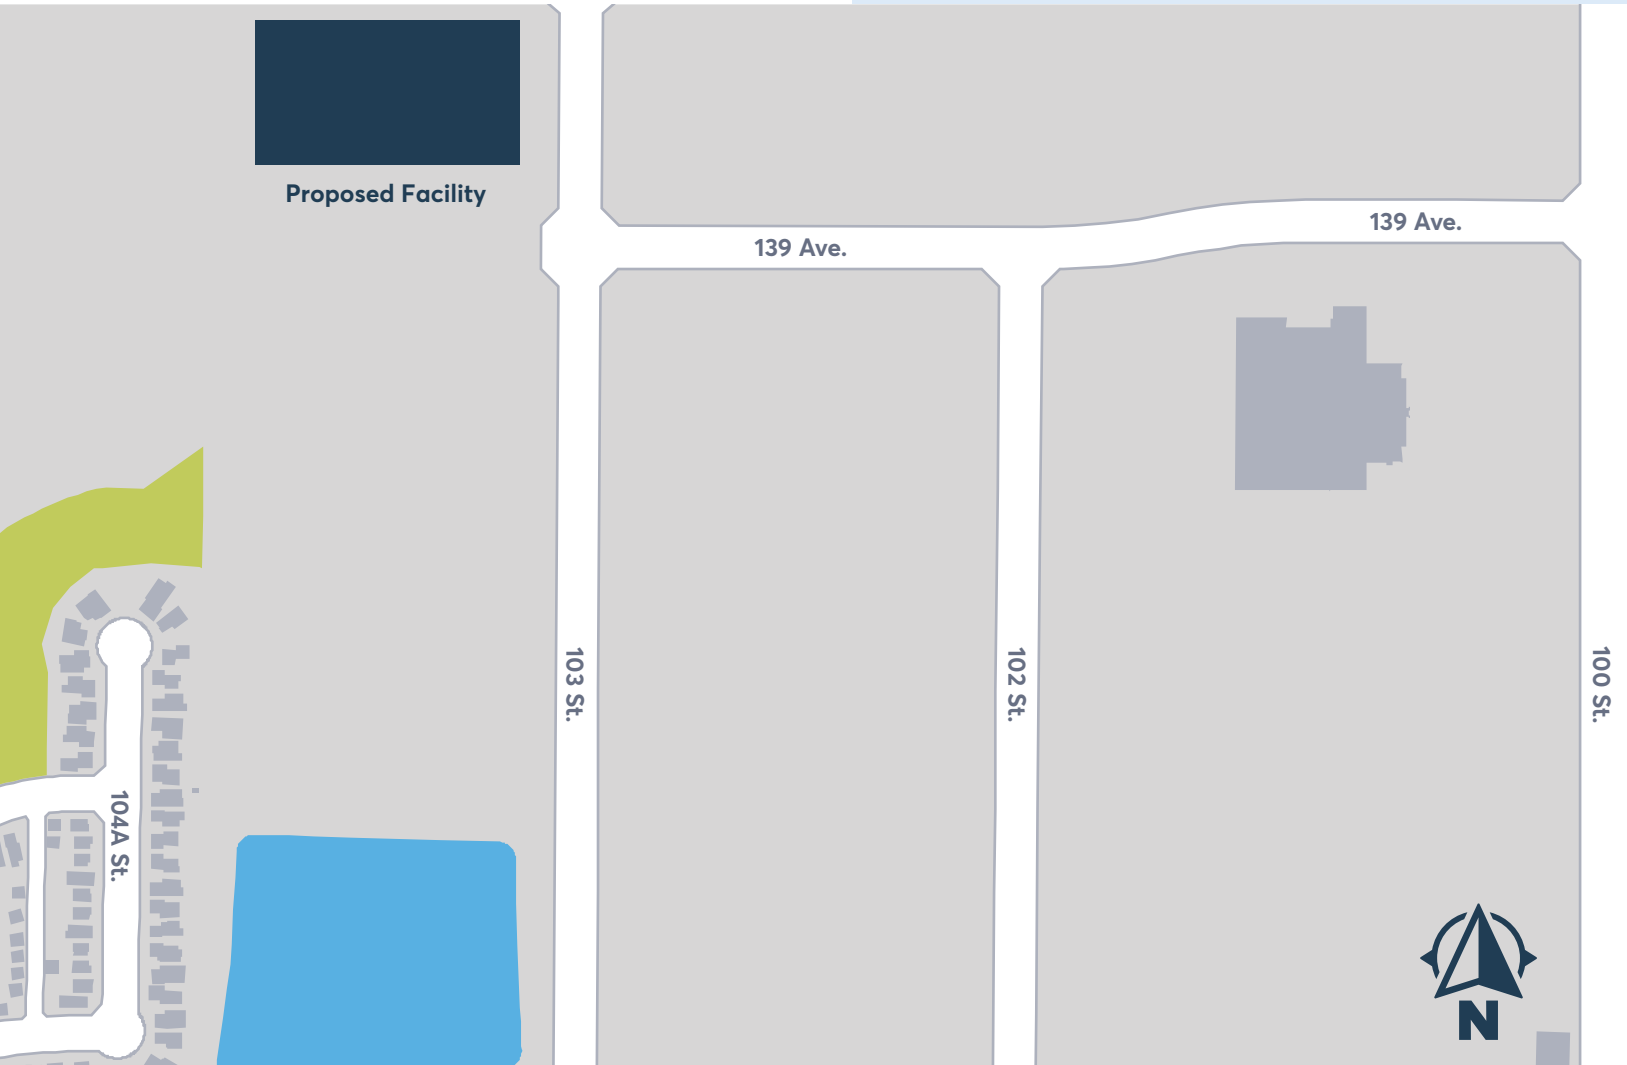 Proposed Facility
139 Ave.
139 Ave.
103 St.
102 St.
100 St.
104A St.
N